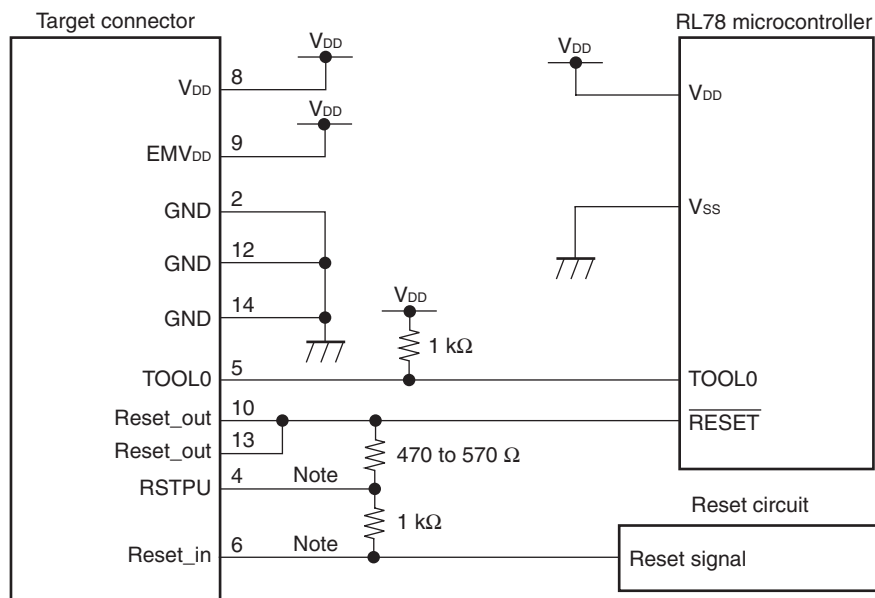 Target connector
RL78 microcontroller
VDD
VDD
8
VDD
VDD
VDD
EMVDD
9
GND
2
VSS
GND
12
GND
14
VDD
1 kΩ
TOOL0
5
TOOL0
Reset_out
10
RESET
Reset_out
13
470 to 570 Ω
RSTPU
4
Note
Reset circuit
1 kΩ
Reset_in
6
Note
Reset signal